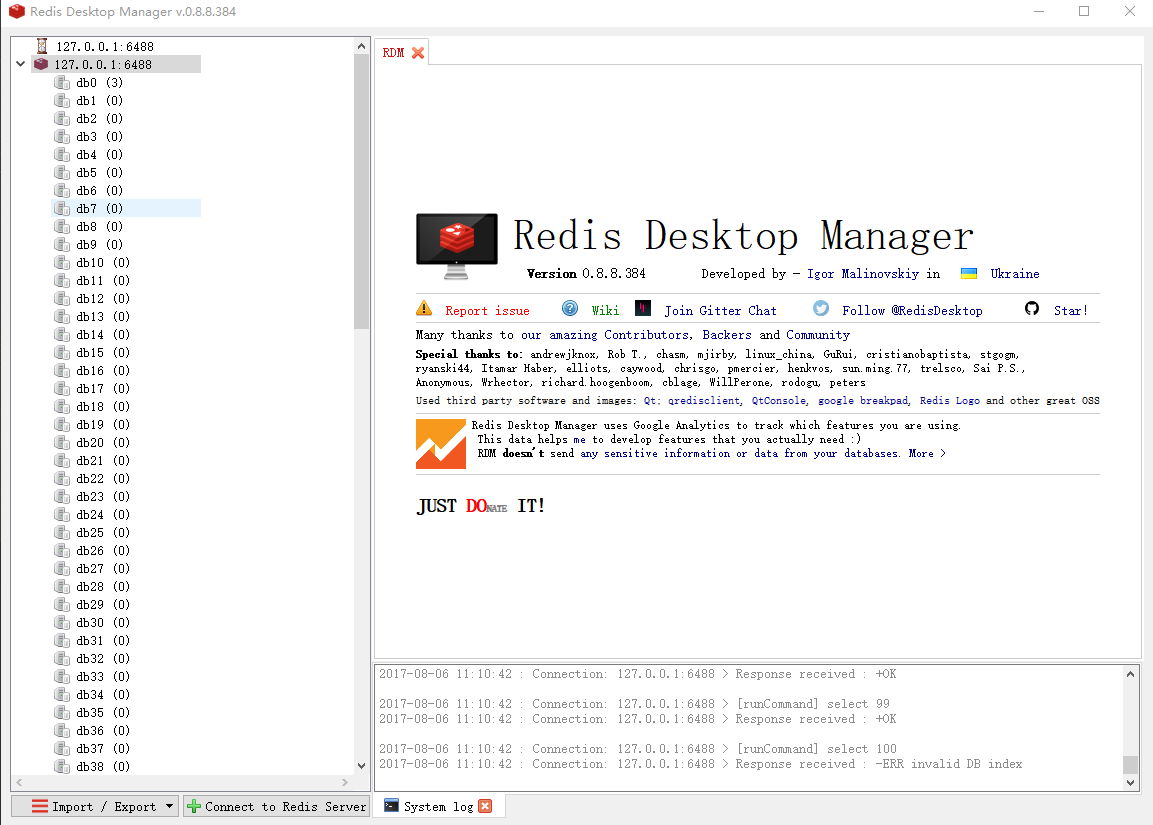 Redis Desktop Manager v.0.8.8.384
127.0.0.1:6488
127.0.0.1:6488
db0 (3)
db1 (0)
db2 (0)
db3 (0)
db4 (0)
db5 (0)
db6 (0)
db7 (0)
db8 (0)
db9 (0)
db10 (0)
db11 (0)
db12 (0)
db13 (0)
db14 (0)
db15 (0)
db16 (0)
db17 (0)
db18 (0)
db19 (0)
db20 (0)
db21 (0)
db22 (0)
db23 (0)
db24 (0)
db25 (0)
db26 (0)
db27 (0)
db28 (0)
db29 (0)
db30 (0)
db31 (0)
db32 (0)
db33 (0)
db34 (0)
db35 (0)
db36 (0)
db37 (0)
db38 (0)
Import / Export
Connect to Redis Server
RDM
Redis Desktop Manager
Version 0.8.8.384 Developed by - Igor Malinovskiy in Ukraine
Report issue Wiki Join Gitter Chat Follow @RedisDesktop Star!
Many thanks to our amazing Contributors, Backers and Community
Special thanks to: andrewjknox, Rob T., chasm, mjirby, linux_china, GuRui, cristianobaptista, stgogm,
ryanski44, Itamar Haber, elliots, caywood, chrisgo, pmercier, henkvos, sun.ming.77, trelsco, Sai P.S.,
Anonymous, Wrhector, richard.hoogenboom, cblage, WillPerone, rodogu, peters
Used third party software and images: Qt; qredisclient, QtConsole, google breakpad, Redis Logo and other great OSS
Redis Desktop Manager uses Google Analytics to track which features you are using.
This data helps me to develop features that you actually need :)
RDM doesn't send any sensitive information or data from your databases. More >
JUST DONATE IT!
2017-08-06 11:10:42 : Connection: 127.0.0.1:6488 > Response received : +OK
2017-08-06 11:10:42 : Connection: 127.0.0.1:6488 > [runCommand] select 99
2017-08-06 11:10:42 : Connection: 127.0.0.1:6488 > Response received : +OK
2017-08-06 11:10:42 : Connection: 127.0.0.1:6488 > [runCommand] select 100
2017-08-06 11:10:42 : Connection: 127.0.0.1:6488 > Response received : -ERR invalid DB index
System log